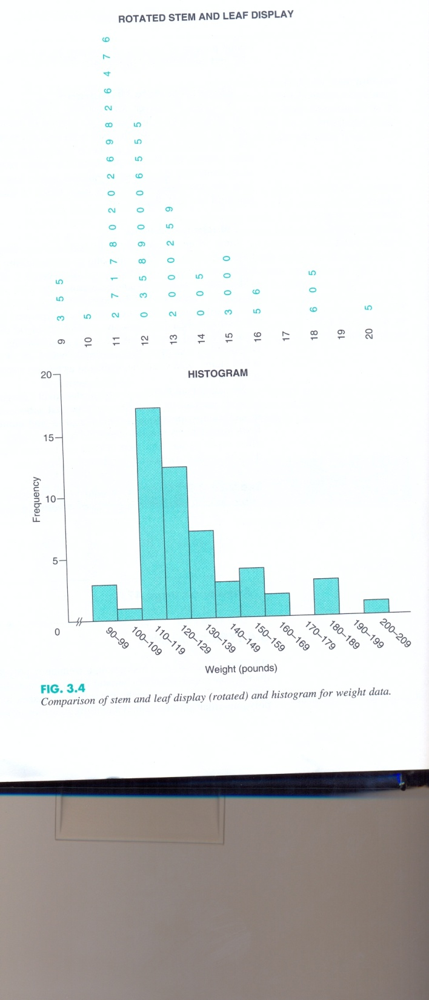 ROTATED STEM AND LEAF DISPLAY
9 3 5 5
10 5
11 2 7 1 7 8 0 2 0 2 6 9 8 2 6 4 7 6
12 0 3 5 8 9 0 0 0 6 5 5 5
13 2 0 0 0 2 5 9
14 0 0 5
15 3 0 0 0
16 5 6
17
18 6 0 5
19
20 5
HISTOGRAM
20
15
10
5
0
Frequency
90–99
100–109
110–119
120–129
130–139
140–149
150–159
160–169
170–179
180–189
190–199
200–209
Weight (pounds)
FIG. 3.4
Comparison of stem and leaf display (rotated) and histogram for weight data.